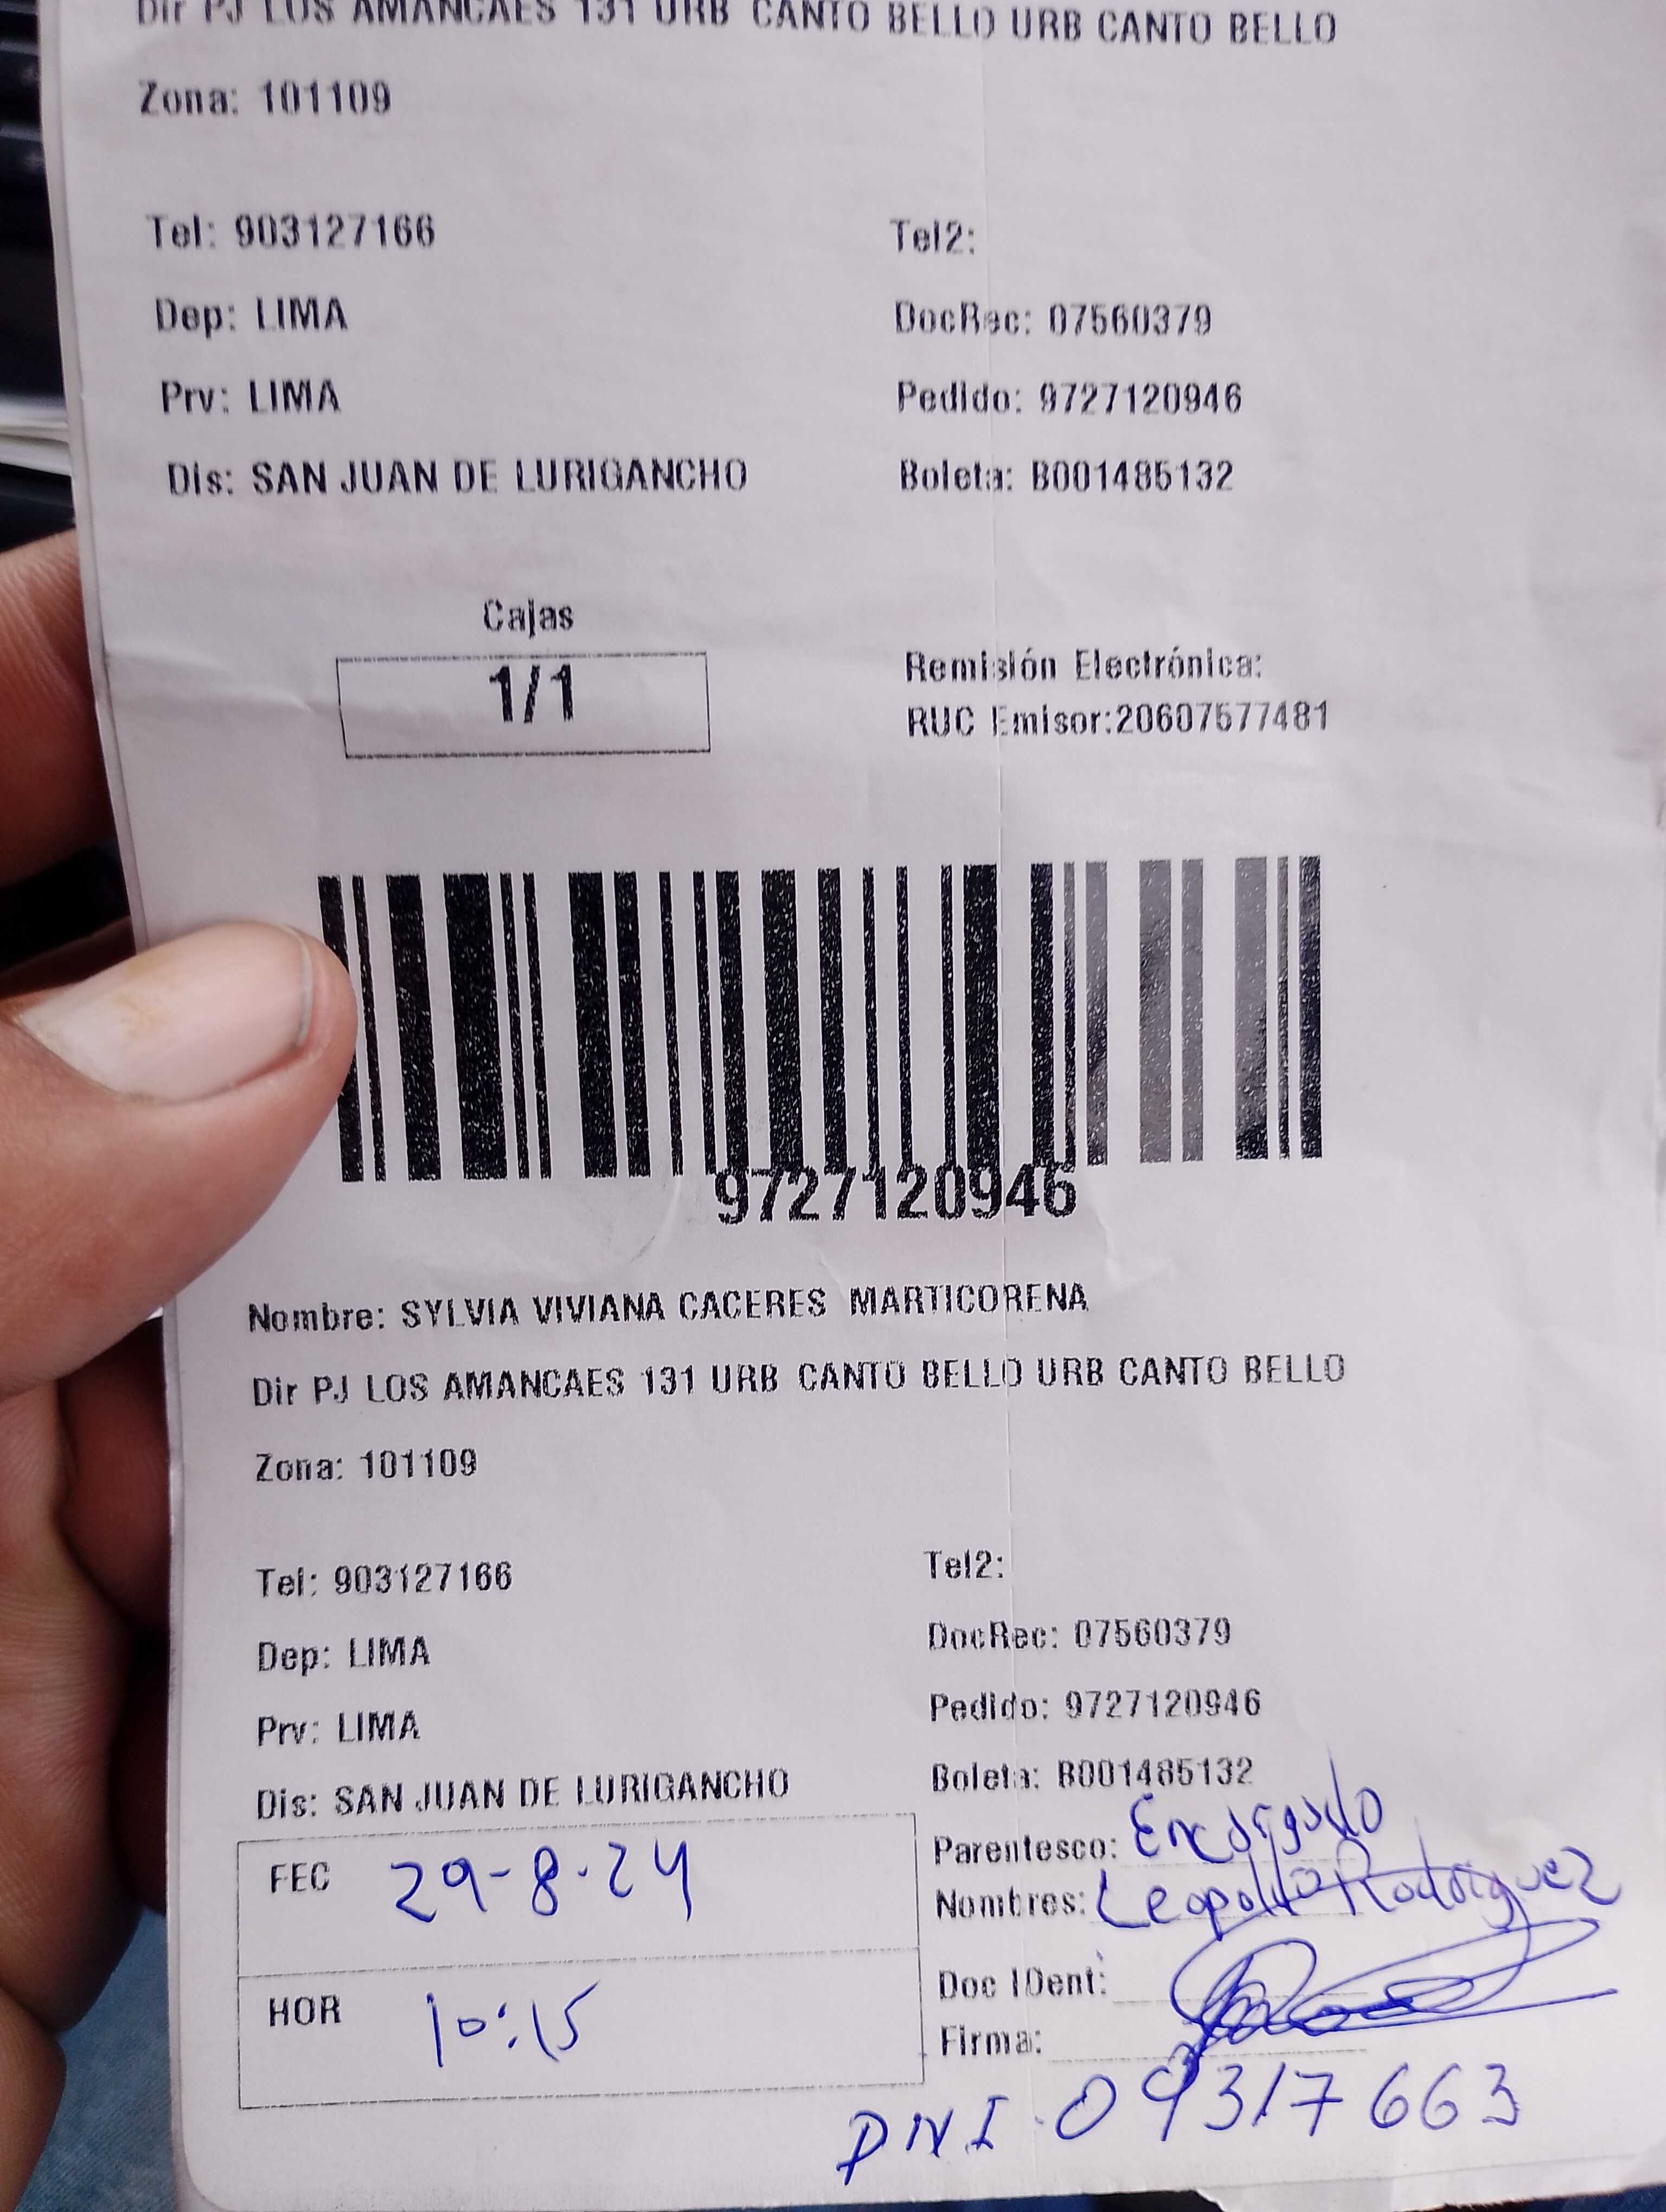 Dir PJ LOS AMANCAES 131 URB CANTO BELLO URB CANTO BELLO
Zona: 101109
Tel: 903127166 Tel2:
Dep: LIMA DocRec: 07560379
Prv: LIMA Pedido: 9727120946
Dis: SAN JUAN DE LURIGANCHO Boleta: B001485132
Cajas
1/1
Remisión Electrónica:
RUC Emisor:20607577481
9727120946
Nombre: SYLVIA VIVIANA CACERES MARTICORENA
Dir PJ LOS AMANCAES 131 URB CANTO BELLO URB CANTO BELLO
Zona: 101109
Tel: 903127166 Tel2:
Dep: LIMA DocRec: 07560379
Prv: LIMA Pedido: 9727120946
Dis: SAN JUAN DE LURIGANCHO Boleta: B001485132
FEC 29-8-24
HOR 10:15
Parentesco: Encargado
Nombres: Leopoldo Rodriguez
Doc IDent:
Firma:
DNI 09317663